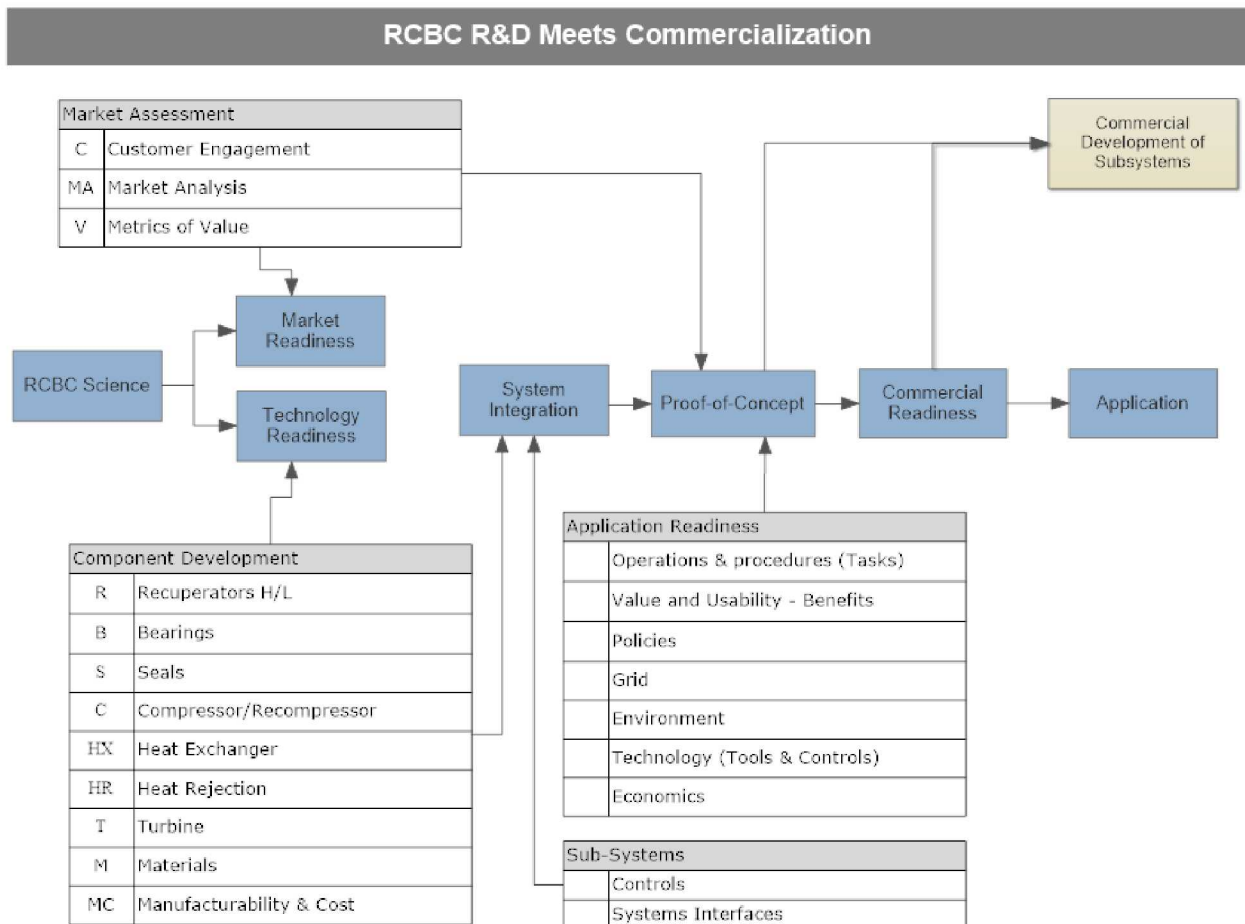 RCBC R&D Meets Commercialization
Market Assessment
C Customer Engagement
MA Market Analysis
V Metrics of Value
Commercial
Development of
Subsystems
Market
Readiness
RCBC Science
Technology
Readiness
System
Integration
Proof-of-Concept
Commercial
Readiness
Application
Component Development
R Recuperators H/L
B Bearings
S Seals
C Compressor/Recompressor
HX Heat Exchanger
HR Heat Rejection
T Turbine
M Materials
MC Manufacturability & Cost
Application Readiness
Operations & procedures (Tasks)
Value and Usability - Benefits
Policies
Grid
Environment
Technology (Tools & Controls)
Economics
Sub-Systems
Controls
Systems Interfaces